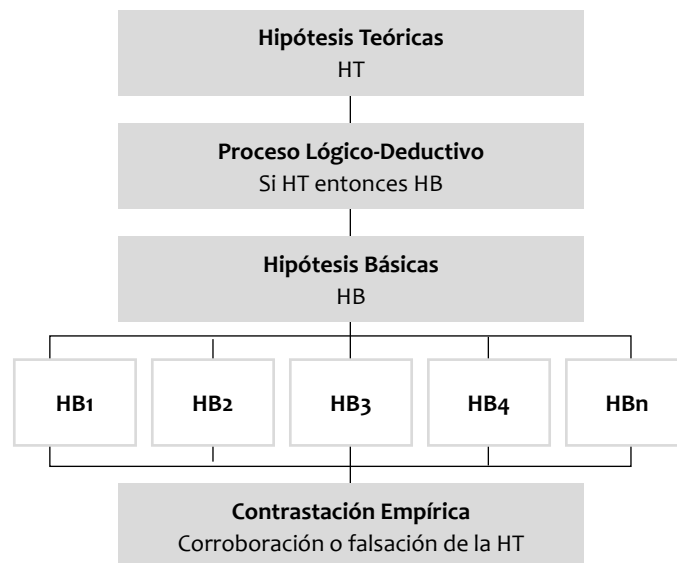 Hipótesis Teóricas
HT
Proceso Lógico-Deductivo
Si HT entonces HB
Hipótesis Básicas
HB
HB1 HB2 HB3 HB4 HBn
Contrastación Empírica
Corroboración o falsación de la HT